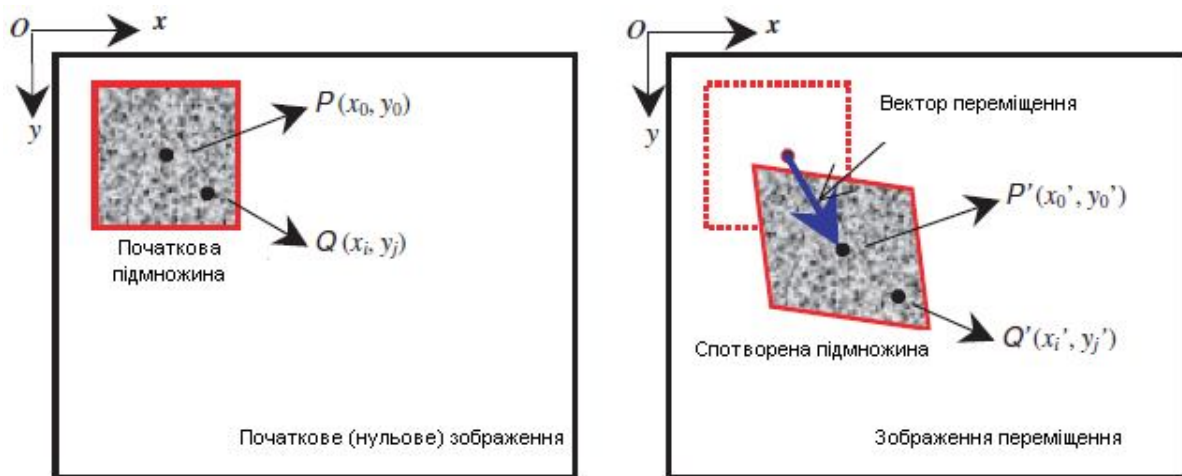 O x
y
P (x₀, y₀)
Q (xᵢ, yⱼ)
Початкова
підмножина
Початкове (нульове) зображення
O x
y
Вектор переміщення
P’(x₀’, y₀’)
Q’(xᵢ’, yⱼ’)
Спотворена підмножина
Зображення переміщення